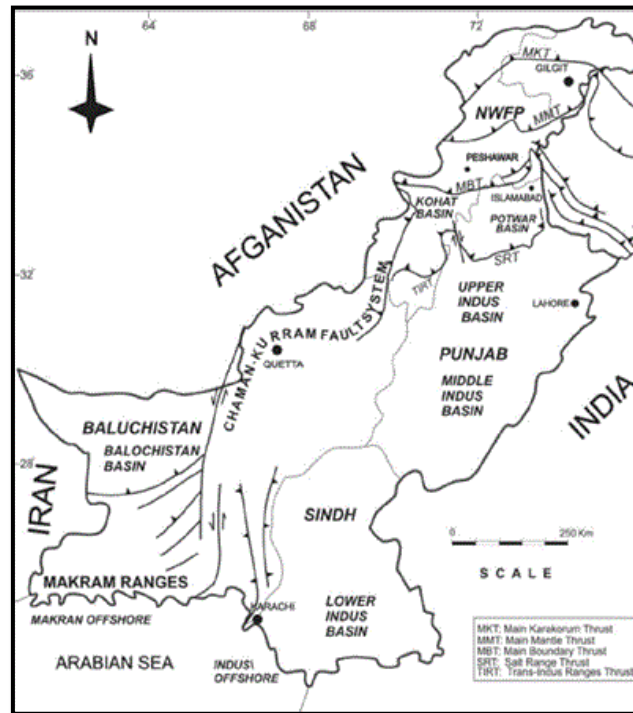 64
68
72
36
N
MKT
GILGIT
NWFP
MMT
PESHAWAR
MBT
ISLAMABAD
KOHAT
BASIN
POTWAR
BASIN
AFGANISTAN
32
SRT
TIRT
UPPER
INDUS
BASIN
LAHORE
CHAMAN-KURRAM FAULT SYSTEM
QUETTA
PUNJAB
MIDDLE
INDUS
BASIN
INDIA
BALUCHISTAN
BALOCHISTAN
BASIN
28
IRAN
SINDH
0 250 Km
SCALE
MAKRAM RANGES
MAKRAN OFFSHORE
KARACHI
LOWER
INDUS
BASIN
ARABIAN SEA
INDUS\
OFFSHORE
MKT: Main Karakorum Thrust
MMT: Main Mantle Thrust
MBT: Main Boundary Thrust
SRT: Salt Range Thrust
TIRT: Trans-Indus Ranges Thrust